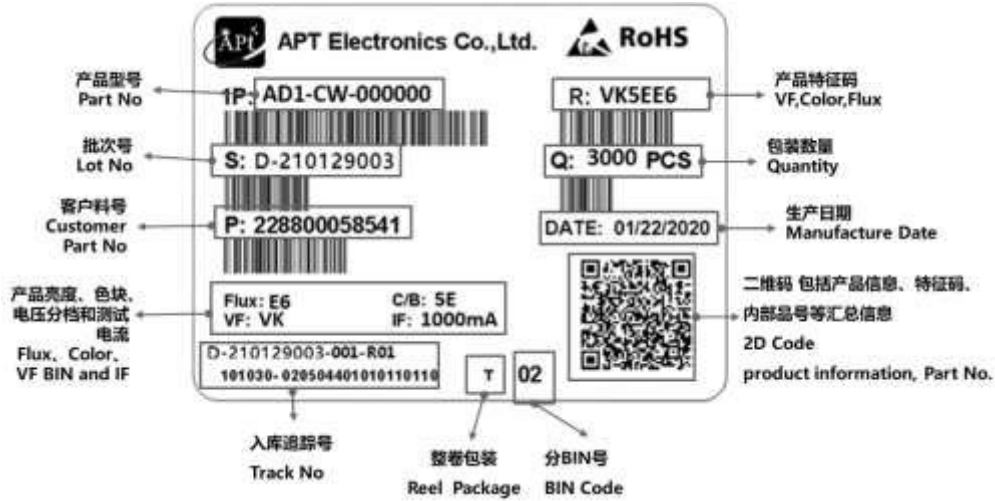 APT
APT Electronics Co.,Ltd.
RoHS
产品型号
Part No
1P: AD1-CW-000000
R: VK5EE6
产品特征码
VF,Color,Flux
批次号
Lot No
S: D-210129003
Q: 3000 PCS
包装数量
Quantity
客户料号
Customer
Part No
P: 228800058541
DATE: 01/22/2020
生产日期
Manufacture Date
产品亮度、色块、
电压分档和测试
电流
Flux、Color、
VF BIN and IF
Flux: E6
C/B: 5E
VF: VK
IF: 1000mA
二维码 包括产品信息、特征码、
内部品号等汇总信息
2D Code
product information, Part No.
D-210129003-001-R01
101030-020504401010110110
T
02
入库追踪号
Track No
整卷包装
Reel Package
分BIN号
BIN Code